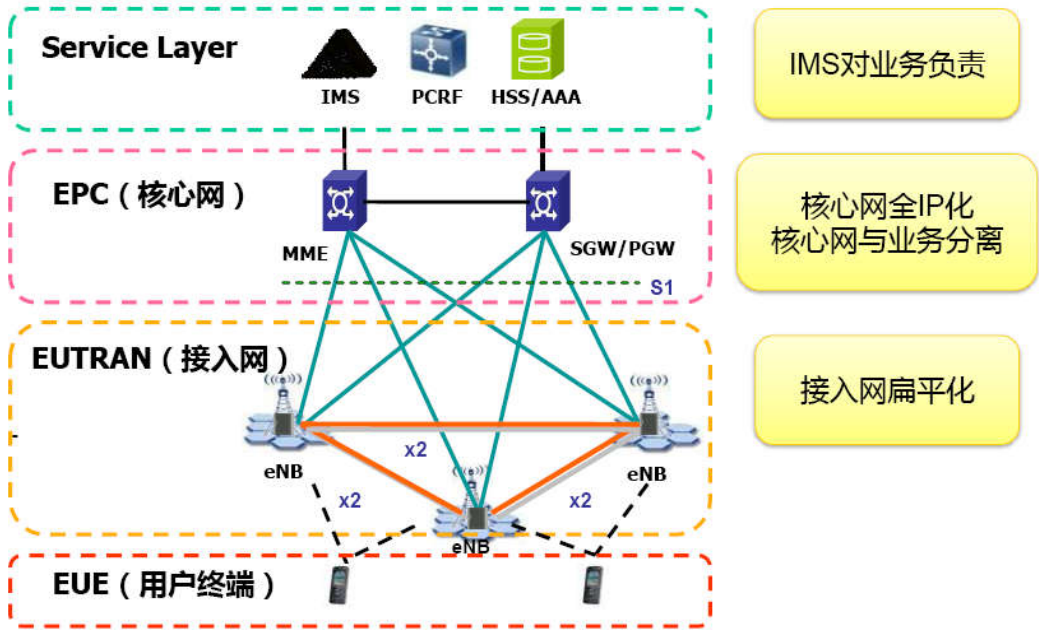 Service Layer
IMS
PCRF
HSS/AAA
IMS对业务负责
EPC（核心网）
MME
SGW/PGW
S1
核心网全IP化
核心网与业务分离
EUTRAN（接入网）
eNB
x2
eNB
x2
x2
eNB
接入网扁平化
EUE（用户终端）